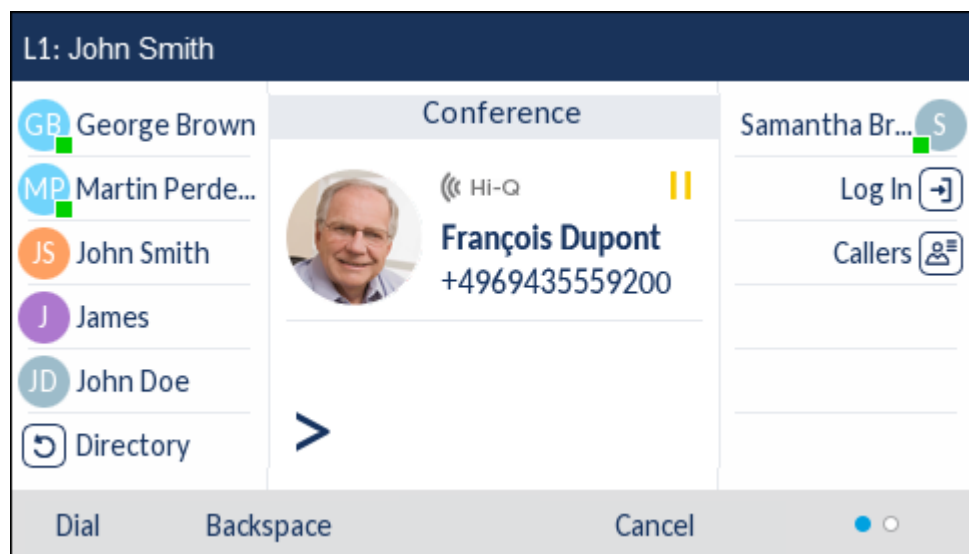 L1: John Smith
GB George Brown
MP Martin Perde...
JS John Smith
J James
JD John Doe
Directory
Conference
Hi-Q
François Dupont
+4969435559200
>
Samantha Br... S
Log In
Callers
Dial Backspace Cancel